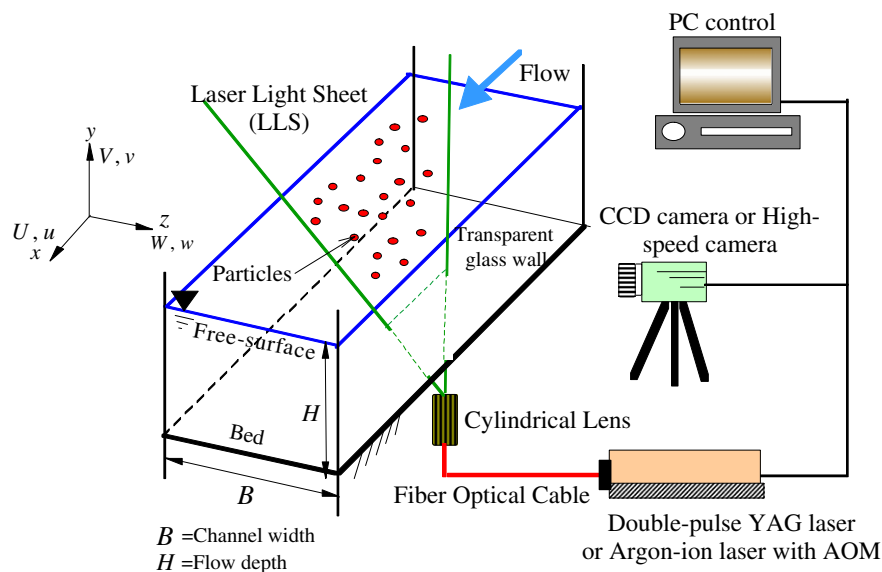 PC control
Flow
Laser Light Sheet
(LLS)
y
V, v
z
W, w
U, u
x
CCD camera or High-
speed camera
Transparent
glass wall
Particles
Free-surface
H
Bed
B
Cylindrical Lens
Fiber Optical Cable
Double-pulse YAG laser
or Argon-ion laser with AOM
B =Channel width
H =Flow depth